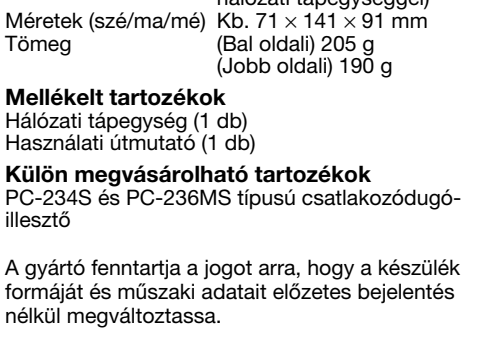 hálózati tápegységgel)
Méretek (szé/ma/mé) Kb. 71 × 141 × 91 mm
Tömeg (Bal oldali) 205 g
(Jobb oldali) 190 g
Mellékelt tartozékok
Hálózati tápegység (1 db)
Használati útmutató (1 db)
Külön megvásárolható tartozékok
PC-234S és PC-236MS típusú csatlakozódugó-
illesztő
A gyártó fenntartja a jogot arra, hogy a készülék
formáját és műszaki adatait előzetes bejelentés
nélkül megváltoztassa.